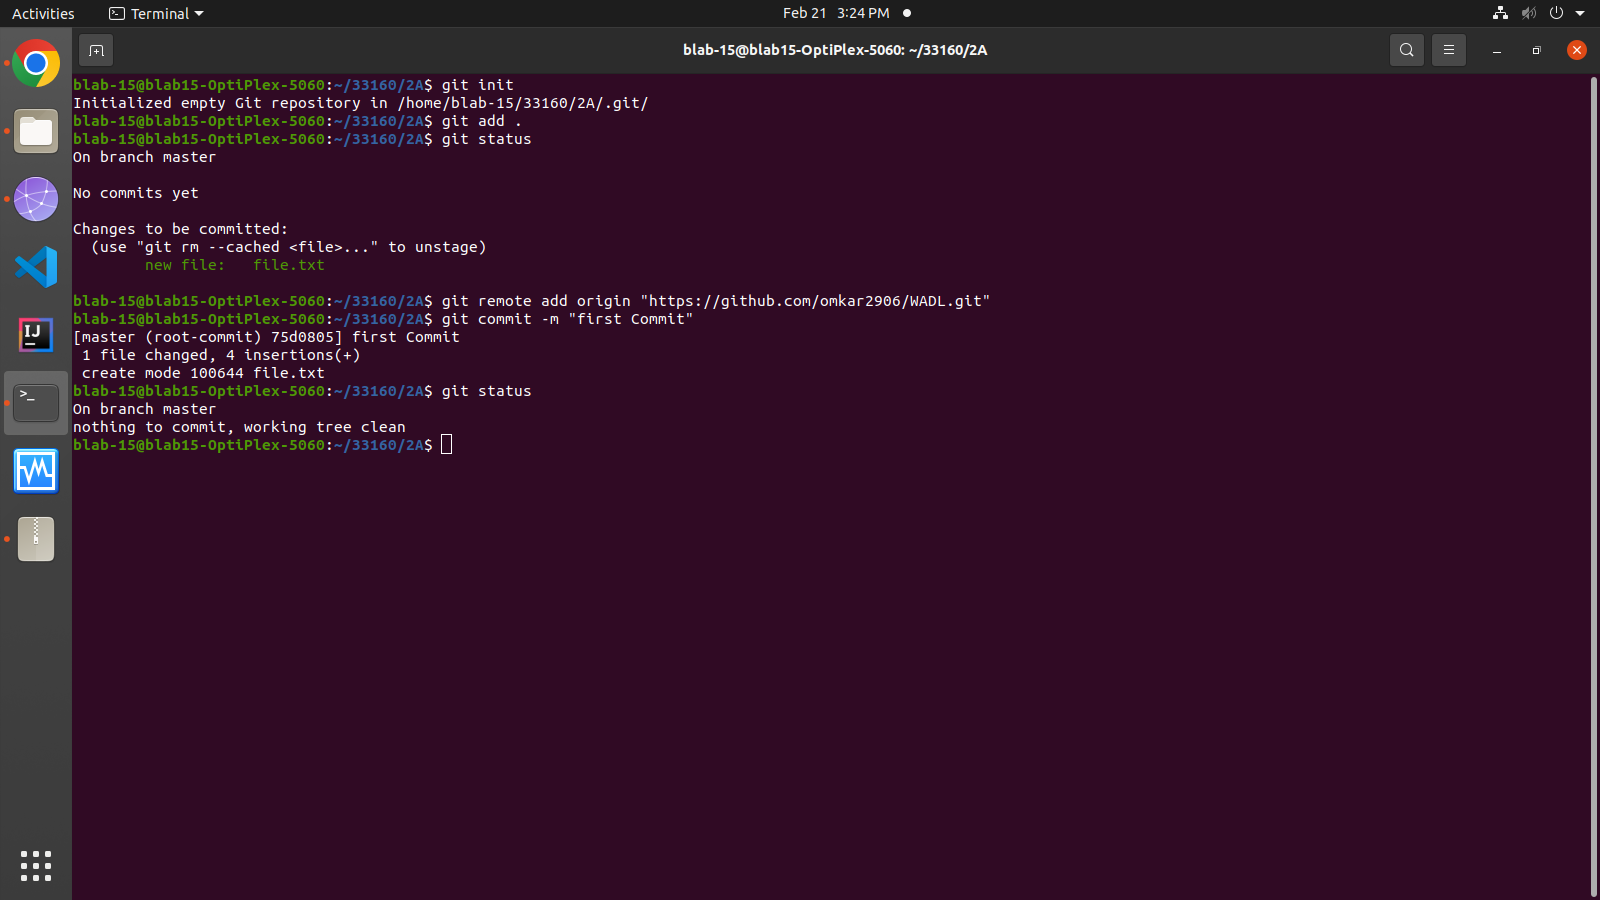 Activities
Terminal
Feb 21 3:24 PM
blab-15@blab15-OptiPlex-5060: ~/33160/2A
blab-15@blab15-OptiPlex-5060:~/33160/2A$ git init
Initialized empty Git repository in /home/blab-15/33160/2A/.git/
blab-15@blab15-OptiPlex-5060:~/33160/2A$ git add .
blab-15@blab15-OptiPlex-5060:~/33160/2A$ git status
On branch master
No commits yet
Changes to be committed:
  (use "git rm --cached <file>..." to unstage)
        new file:   file.txt
blab-15@blab15-OptiPlex-5060:~/33160/2A$ git remote add origin "https://github.com/omkar2906/WADL.git"
blab-15@blab15-OptiPlex-5060:~/33160/2A$ git commit -m "first Commit"
[master (root-commit) 75d0805] first Commit
 1 file changed, 4 insertions(+)
 create mode 100644 file.txt
blab-15@blab15-OptiPlex-5060:~/33160/2A$ git status
On branch master
nothing to commit, working tree clean
blab-15@blab15-OptiPlex-5060:~/33160/2A$
IJ
>_